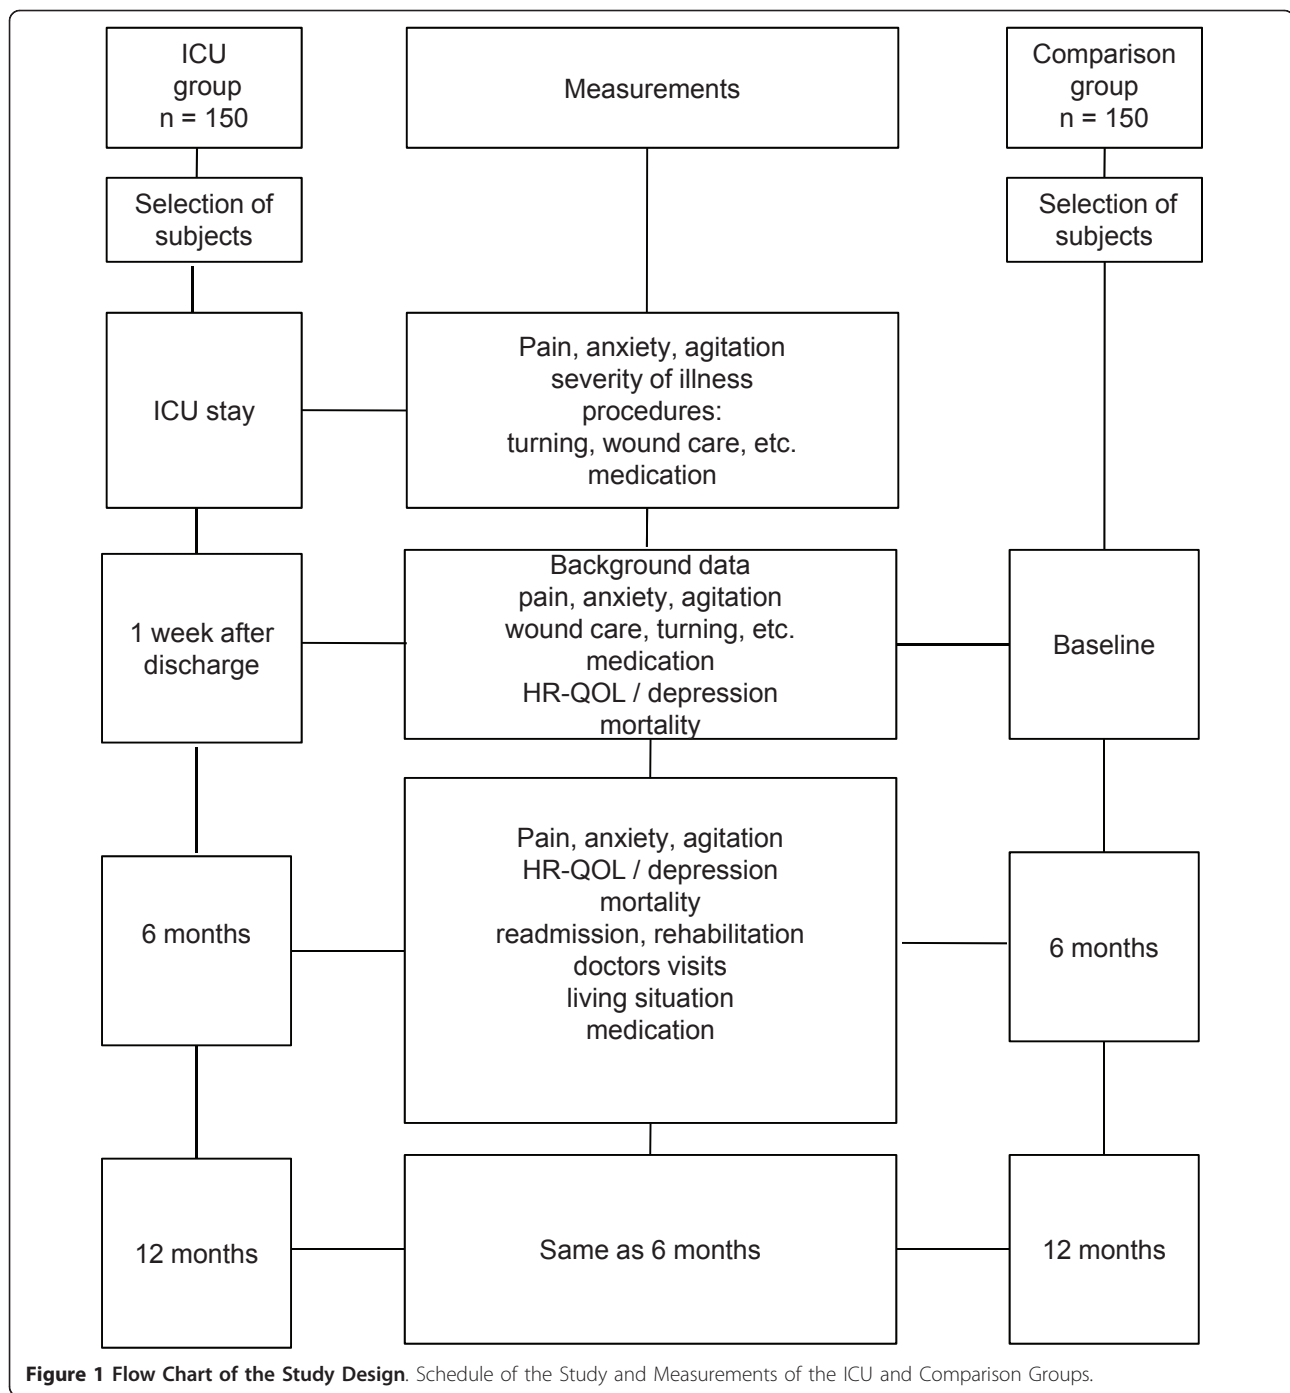 ICU
group
n = 150
Measurements
Comparison
group
n = 150
Selection of
subjects
Selection of
subjects
ICU stay
Pain, anxiety, agitation
severity of illness
procedures:
turning, wound care, etc.
medication
1 week after
discharge
Background data
pain, anxiety, agitation
wound care, turning, etc.
medication
HR-QOL / depression
mortality
Baseline
6 months
Pain, anxiety, agitation
HR-QOL / depression
mortality
readmission, rehabilitation
doctors visits
living situation
medication
6 months
12 months
Same as 6 months
12 months
Figure 1 Flow Chart of the Study Design. Schedule of the Study and Measurements of the ICU and Comparison Groups.